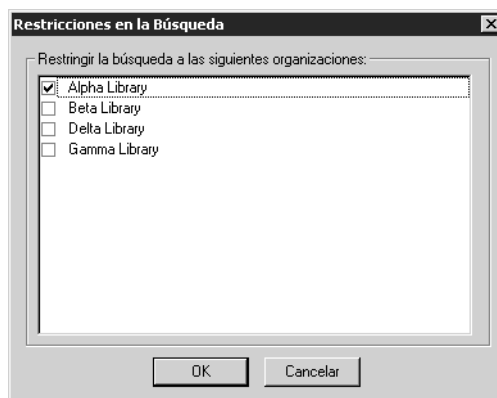 Restricciones en la Búsqueda
Restringir la búsqueda a las siguientes organizaciones:
Alpha Library
Beta Library
Delta Library
Gamma Library
OK
Cancelar